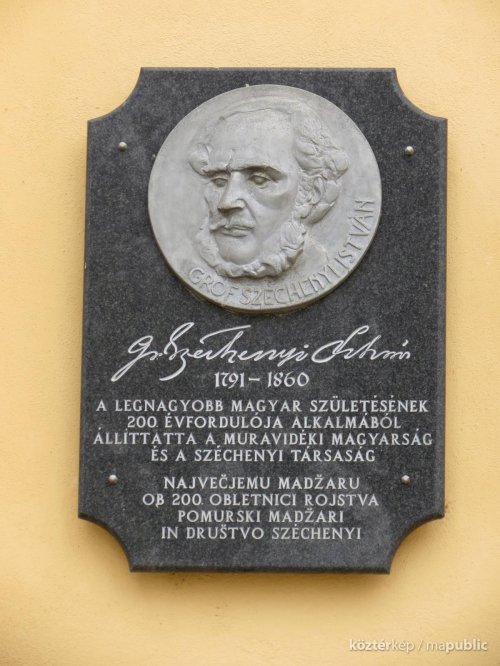 GRÓF SZÉCHENYI ISTVÁN
Gr Széchenyi István
1791 – 1860
A LEGNAGYOBB MAGYAR SZÜLETÉSÉNEK
200. ÉVFORDULÓJA ALKALMÁBÓL
ÁLLÍTTATTA A MURAVIDÉKI MAGYARSÁG
ÉS A SZÉCHENYI TÁRSASÁG
NAJVEČJEMU MADŽARU
OB 200. OBLETNICI ROJSTVA
POMURSKI MADŽARI
IN DRUŠTVO SZÉCHENYI
köztérkép / mapublic